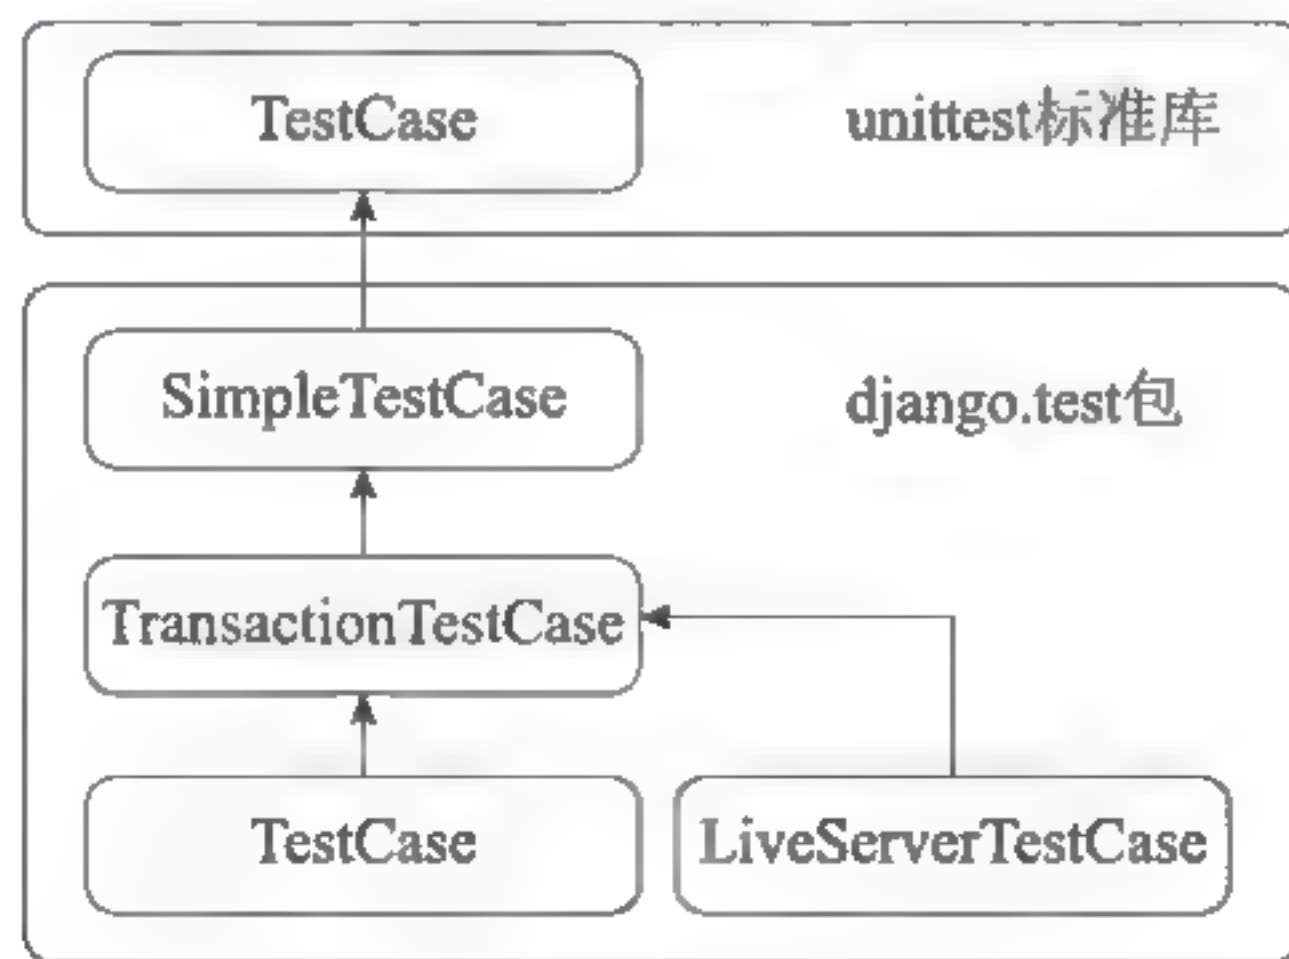 TestCase
unittest标准库
SimpleTestCase
django.test包
TransactionTestCase
TestCase
LiveServerTestCase